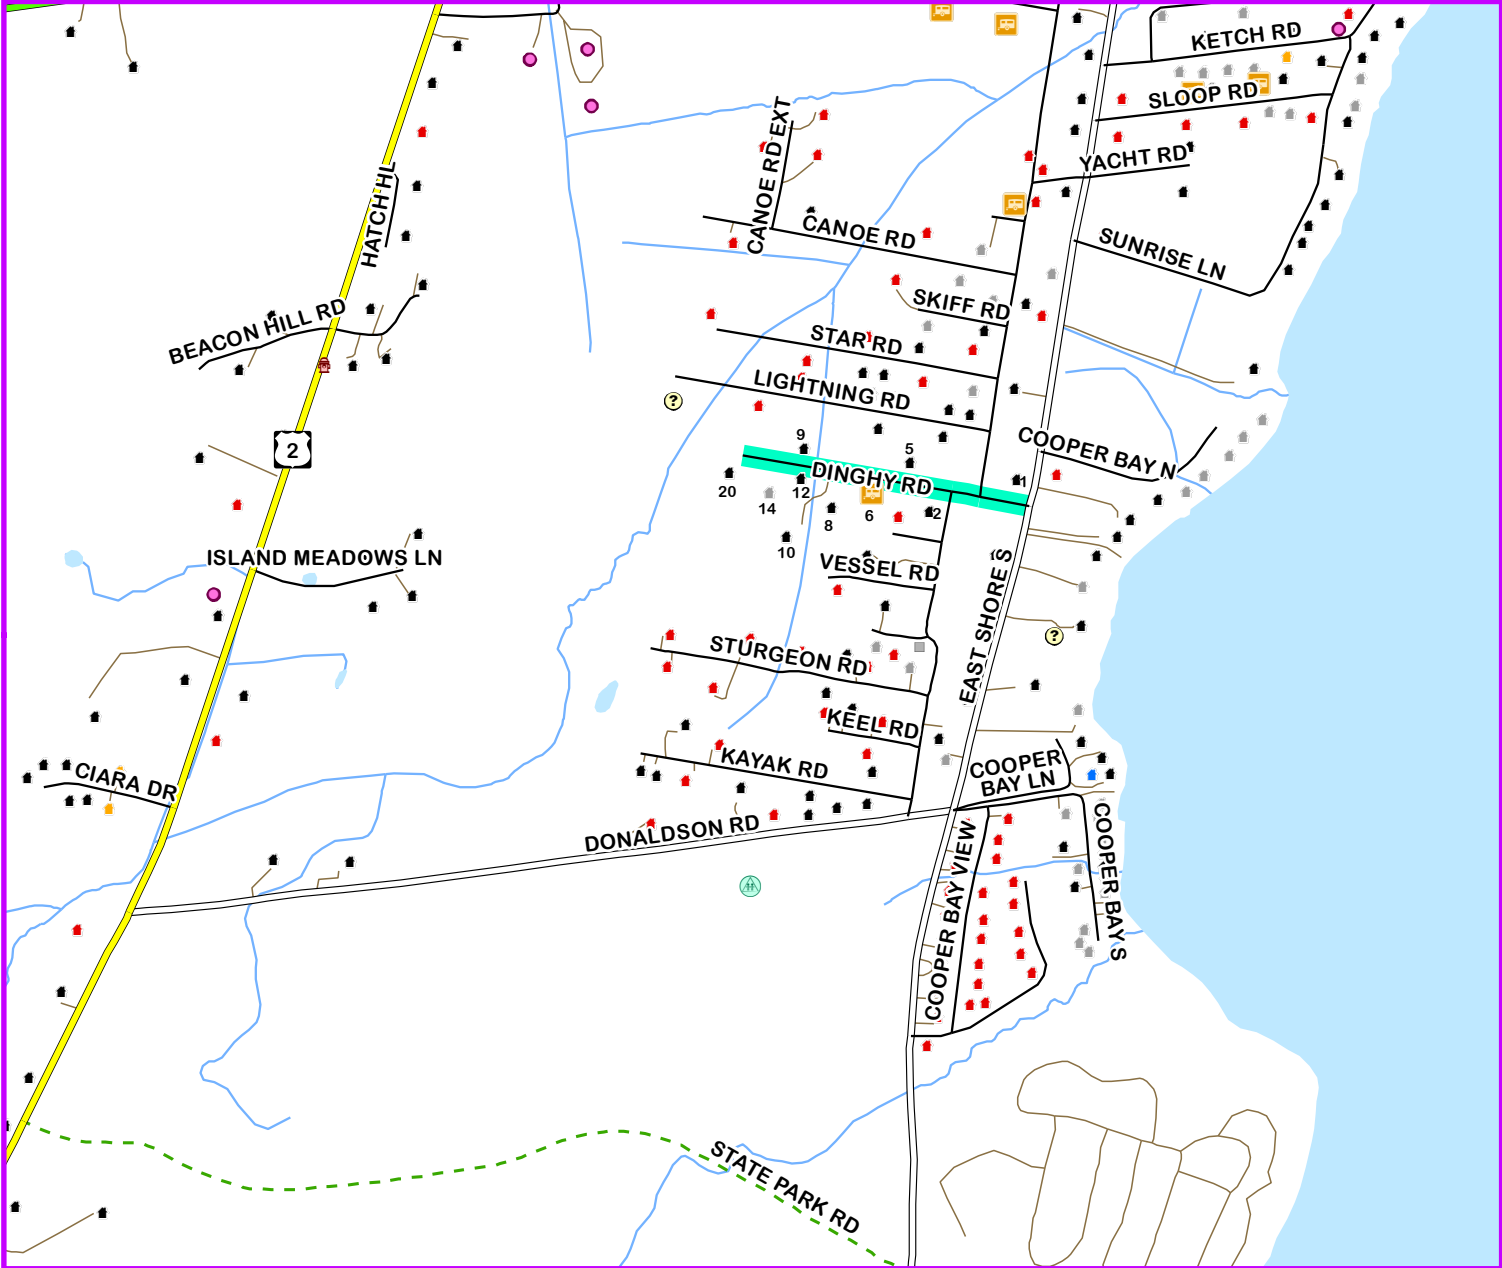 KETCH RD
SLOOP RD
YACHT RD
CANOE RD EXT
HATCH HL
CANOE RD
SUNRISE LN
SKIFF RD
BEACON HILL RD
STAR RD
LIGHTNING RD
?
2
9
5
COOPER BAY N
DINGHY RD
1
20
14
12
8
6
2
10
ISLAND MEADOWS LN
VESSEL RD
EAST SHORE S
?
STURGEON RD
KEEL RD
KAYAK RD
COOPER
BAY LN
CIARA DR
DONALDSON RD
COOPER BAY VIEW
COOPER BAY S
STATE PARK RD